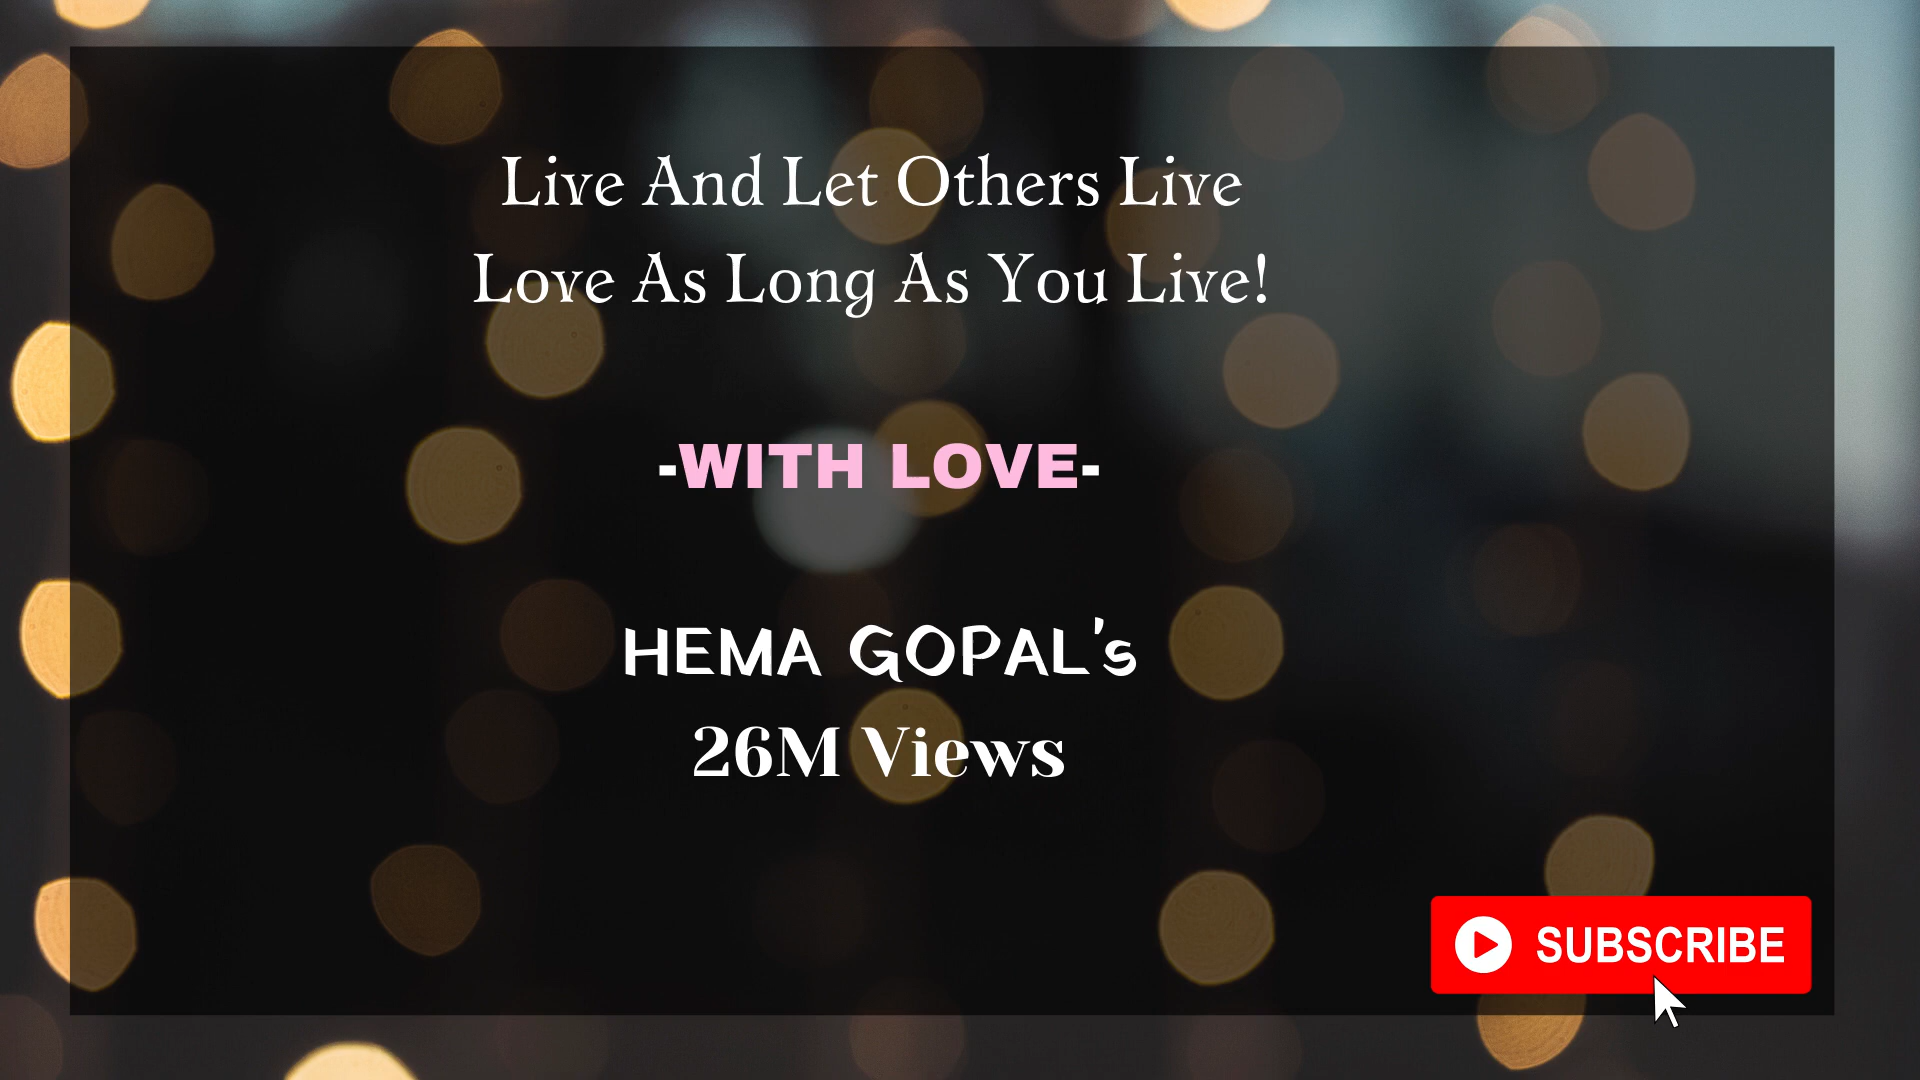 Live And Let Others Live
Love As Long As You Live!
-WITH LOVE-
HEMA GOPAL's
26M Views
SUBSCRIBE